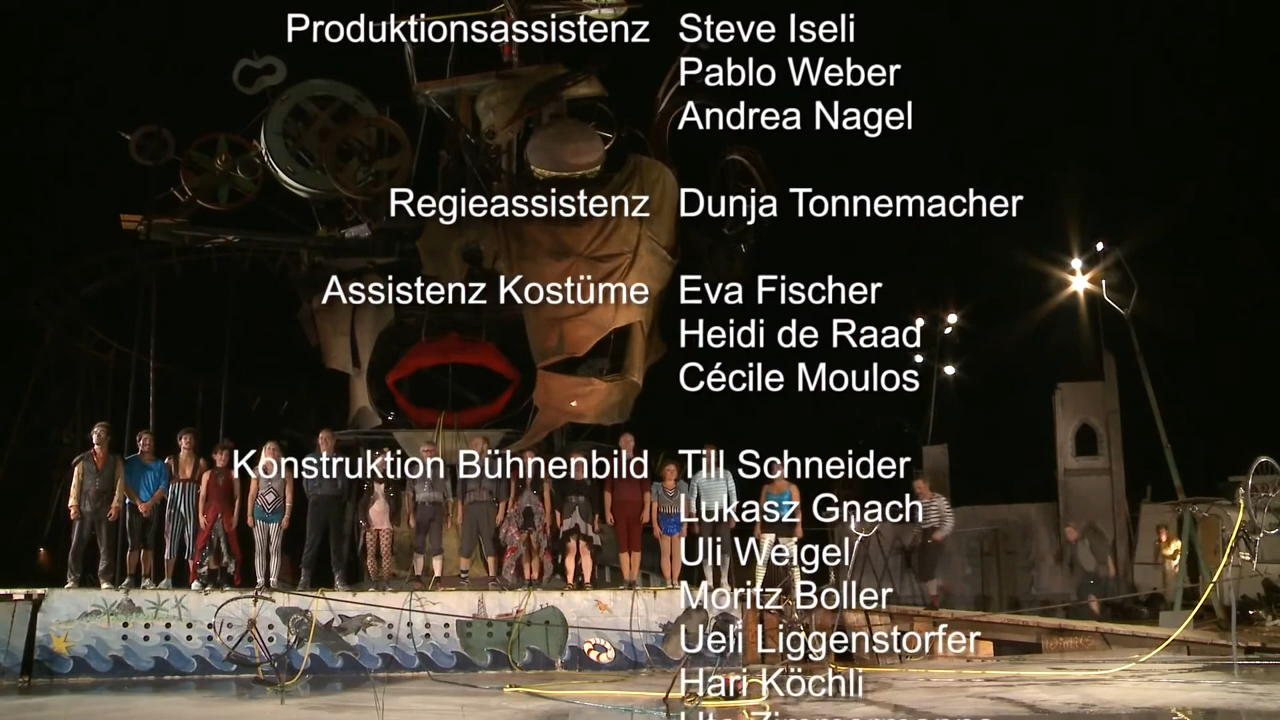 Produktionsassistenz Steve Iseli
Pablo Weber
Andrea Nagel
Regieassistenz Dunja Tonnemacher
Assistenz Kostüme Eva Fischer
Heidi de Raad
Cécile Moulos
Konstruktion Bühnenbild Till Schneider
Lukasz Gnach
Uli Weigel
Moritz Boller
Ueli Liggenstorfer
Hari Köchli